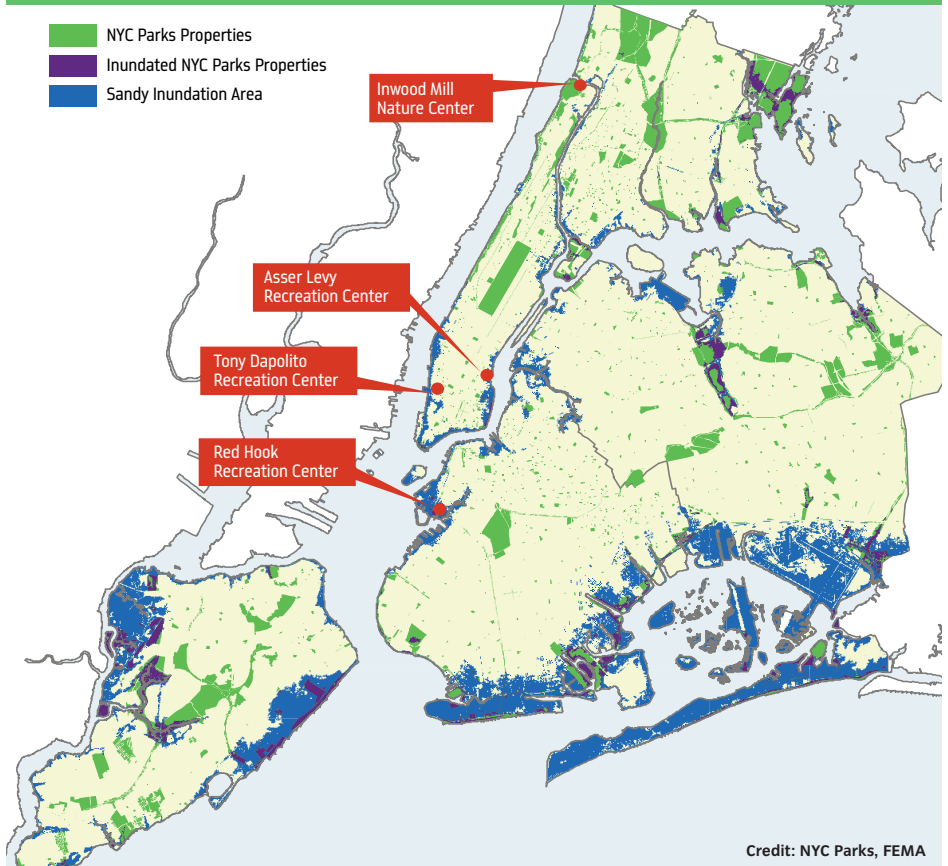 NYC Parks Properties
Inundated NYC Parks Properties
Sandy Inundation Area
Inwood Mill
Nature Center
Asser Levy
Recreation Center
Tony Dapolito
Recreation Center
Red Hook
Recreation Center
Credit: NYC Parks, FEMA